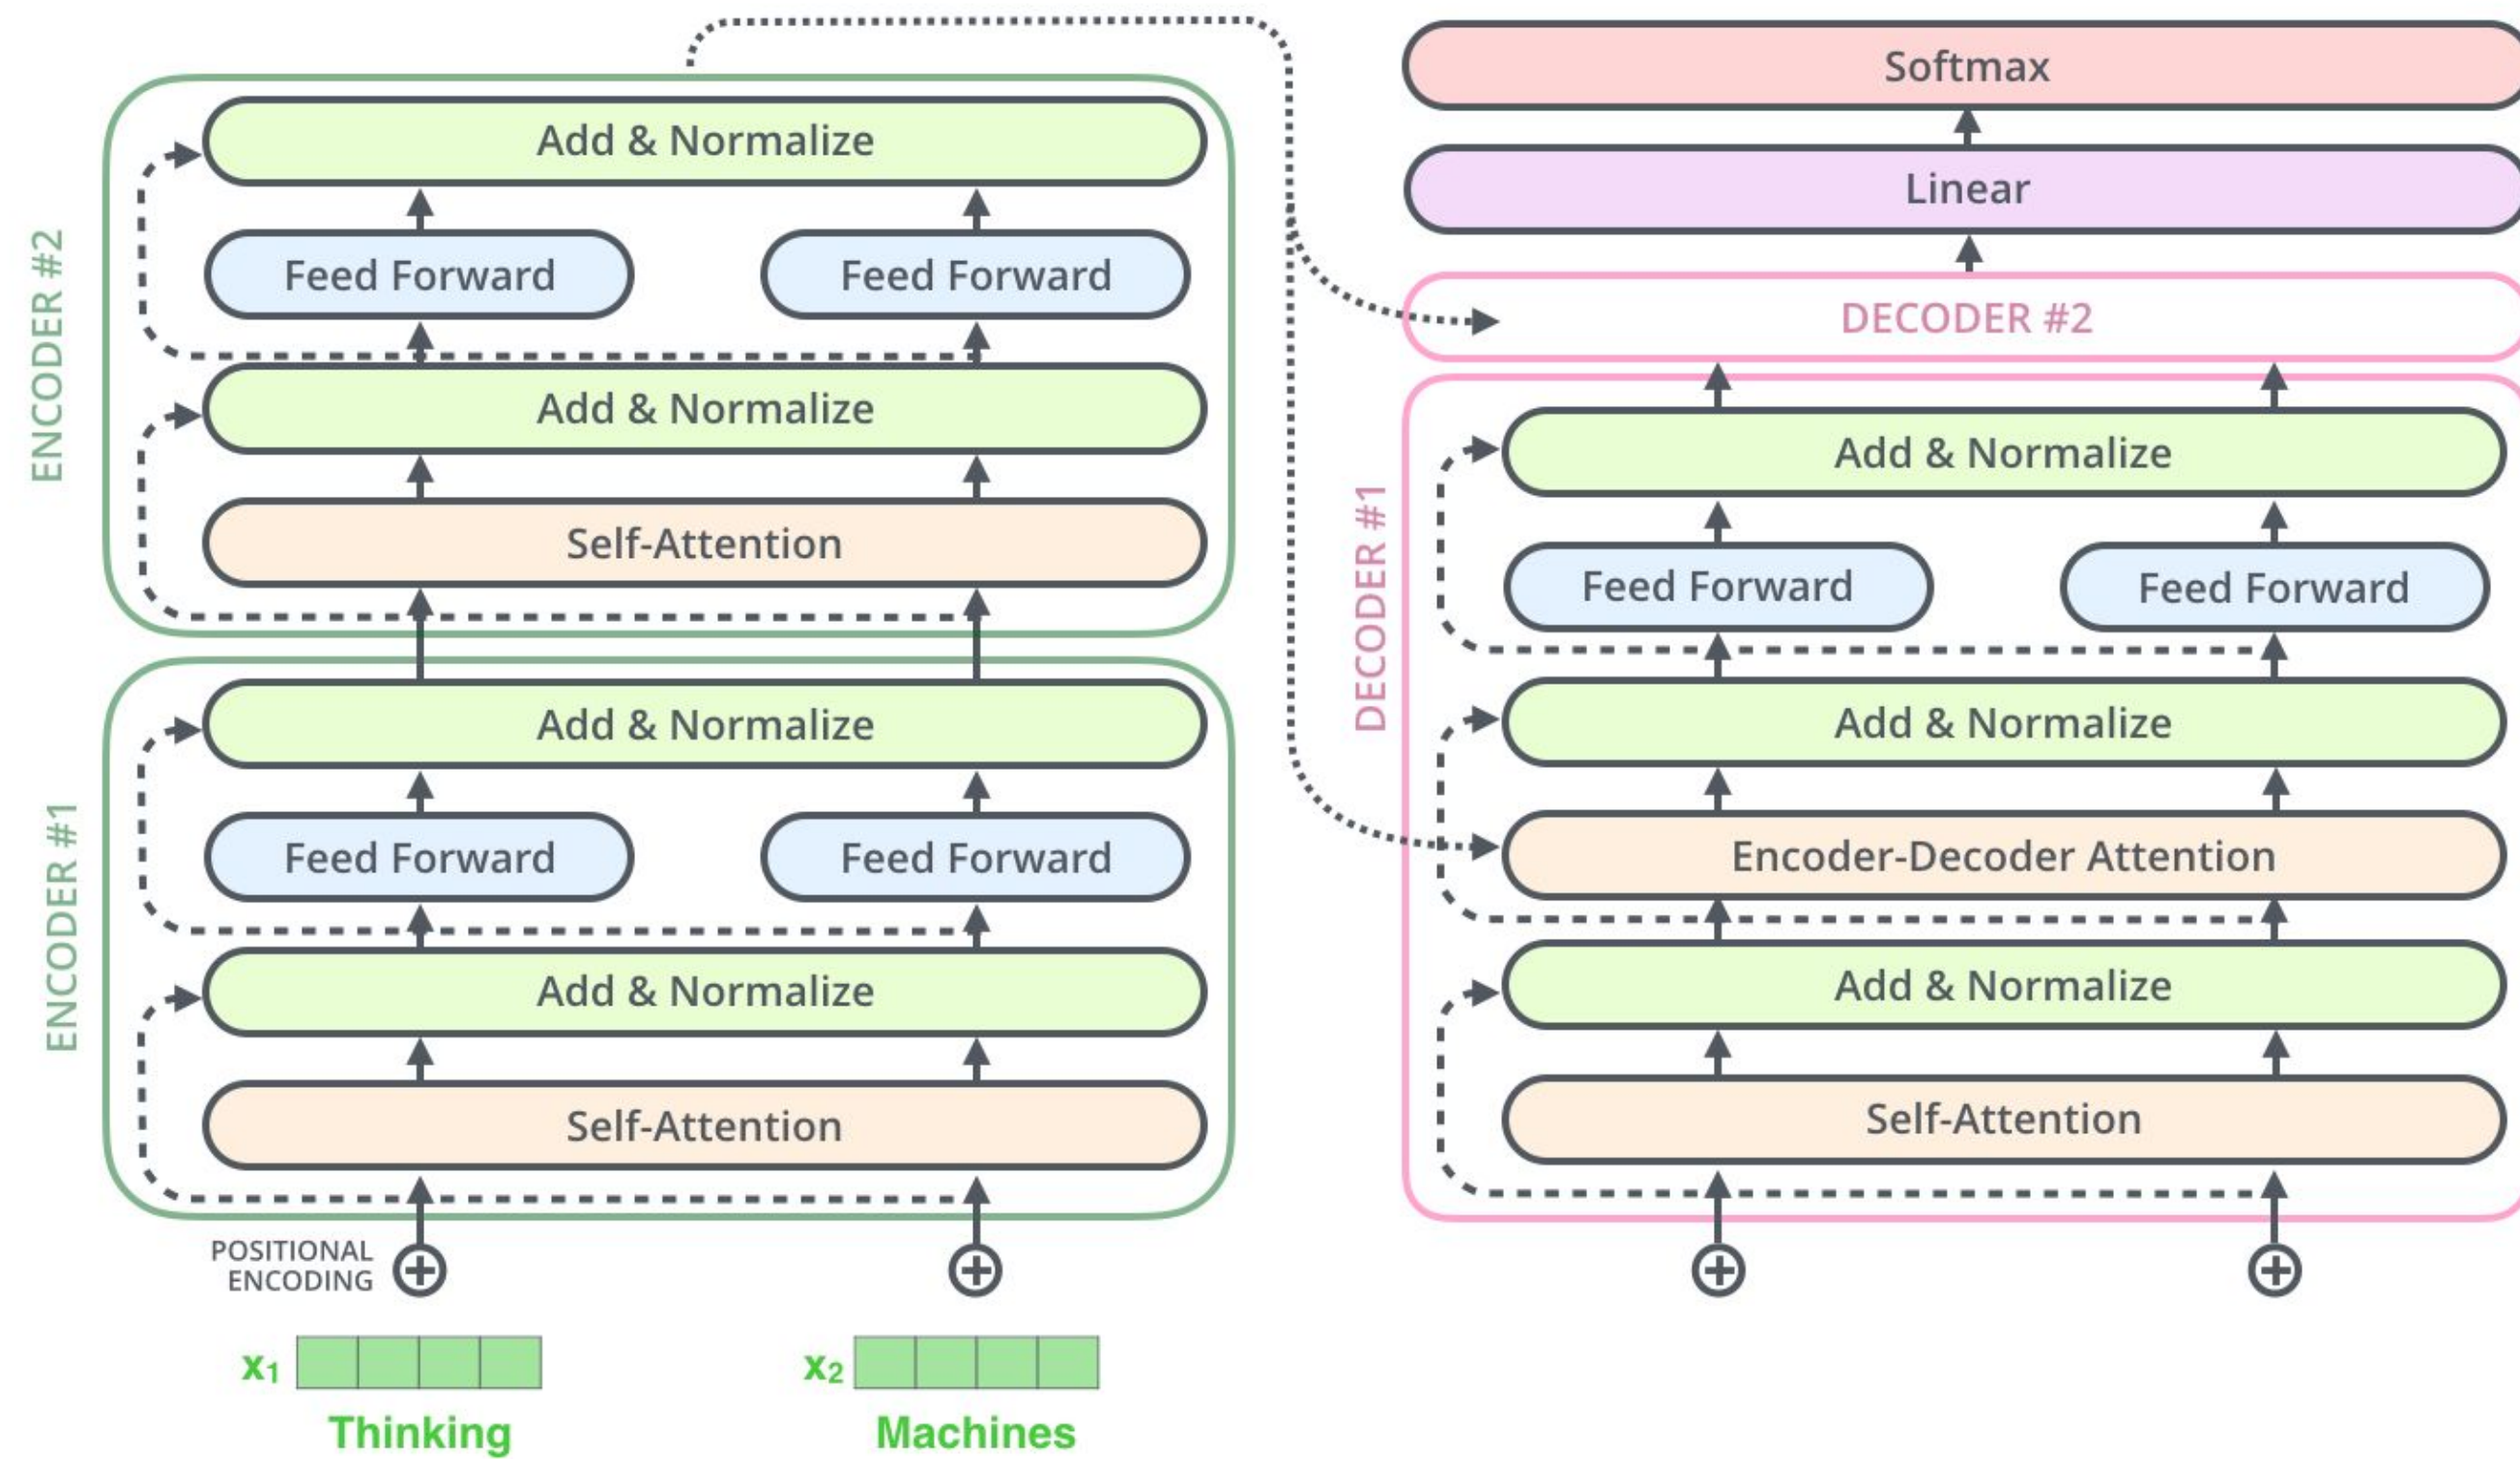 ENCODER #2
Add & Normalize
Feed Forward
Feed Forward
Add & Normalize
Self-Attention
ENCODER #1
Add & Normalize
Feed Forward
Feed Forward
Add & Normalize
Self-Attention
POSITIONAL
ENCODING
x1
x2
Thinking
Machines
Softmax
Linear
DECODER #2
DECODER #1
Add & Normalize
Feed Forward
Feed Forward
Add & Normalize
Encoder-Decoder Attention
Add & Normalize
Self-Attention